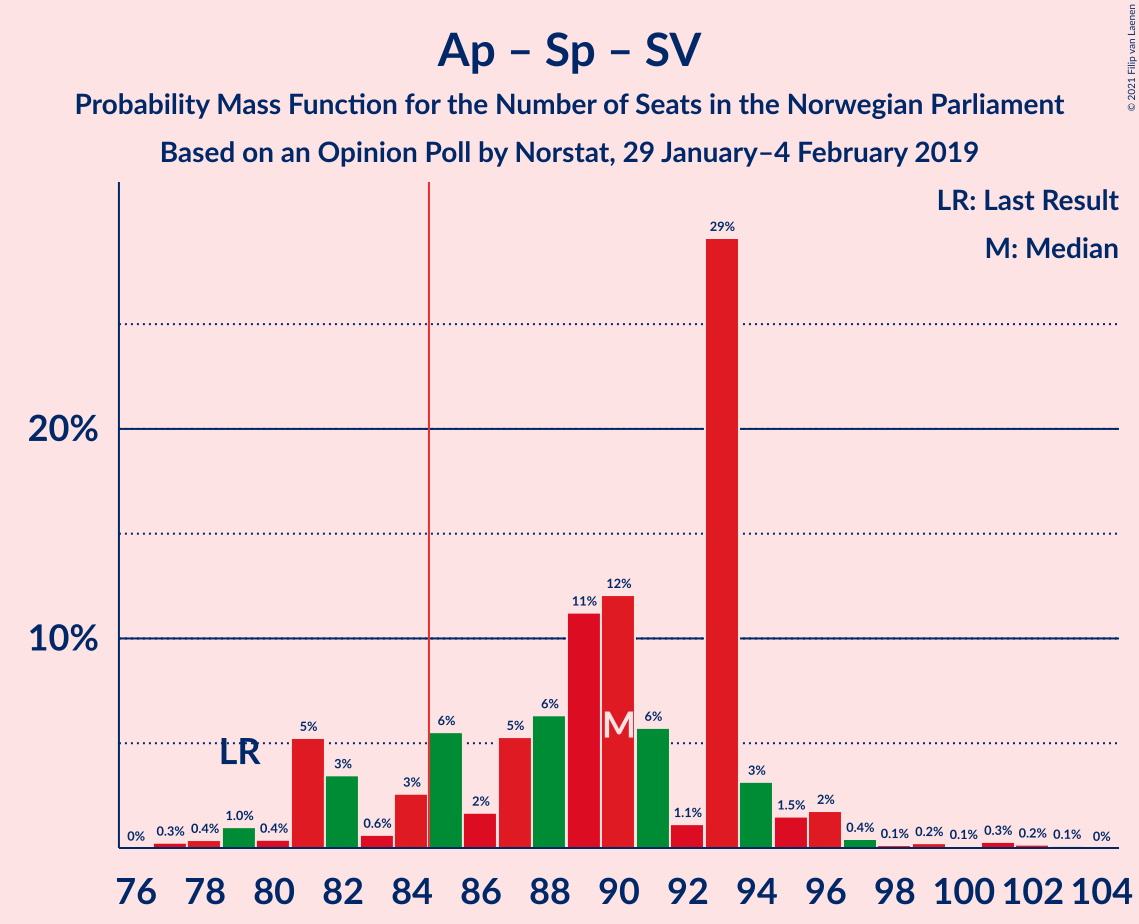 Ap – Sp – SV
Probability Mass Function for the Number of Seats in the Norwegian Parliament
Based on an Opinion Poll by Norstat, 29 January–4 February 2019
© 2021 Filip van Laenen
LR: Last Result
M: Median
29%
20%
12%
11%
10%
M
6%
6%
6%
LR
5%
5%
3%
3%
3%
2%
2%
1.5%
1.1%
1.0%
0.6%
0% 0.3% 0.4% 0.4%
0.4% 0.1% 0.2% 0.1% 0.3% 0.2% 0.1% 0%
76 78 80 82 84 86 88 90 92 94 96 98 100 102 104